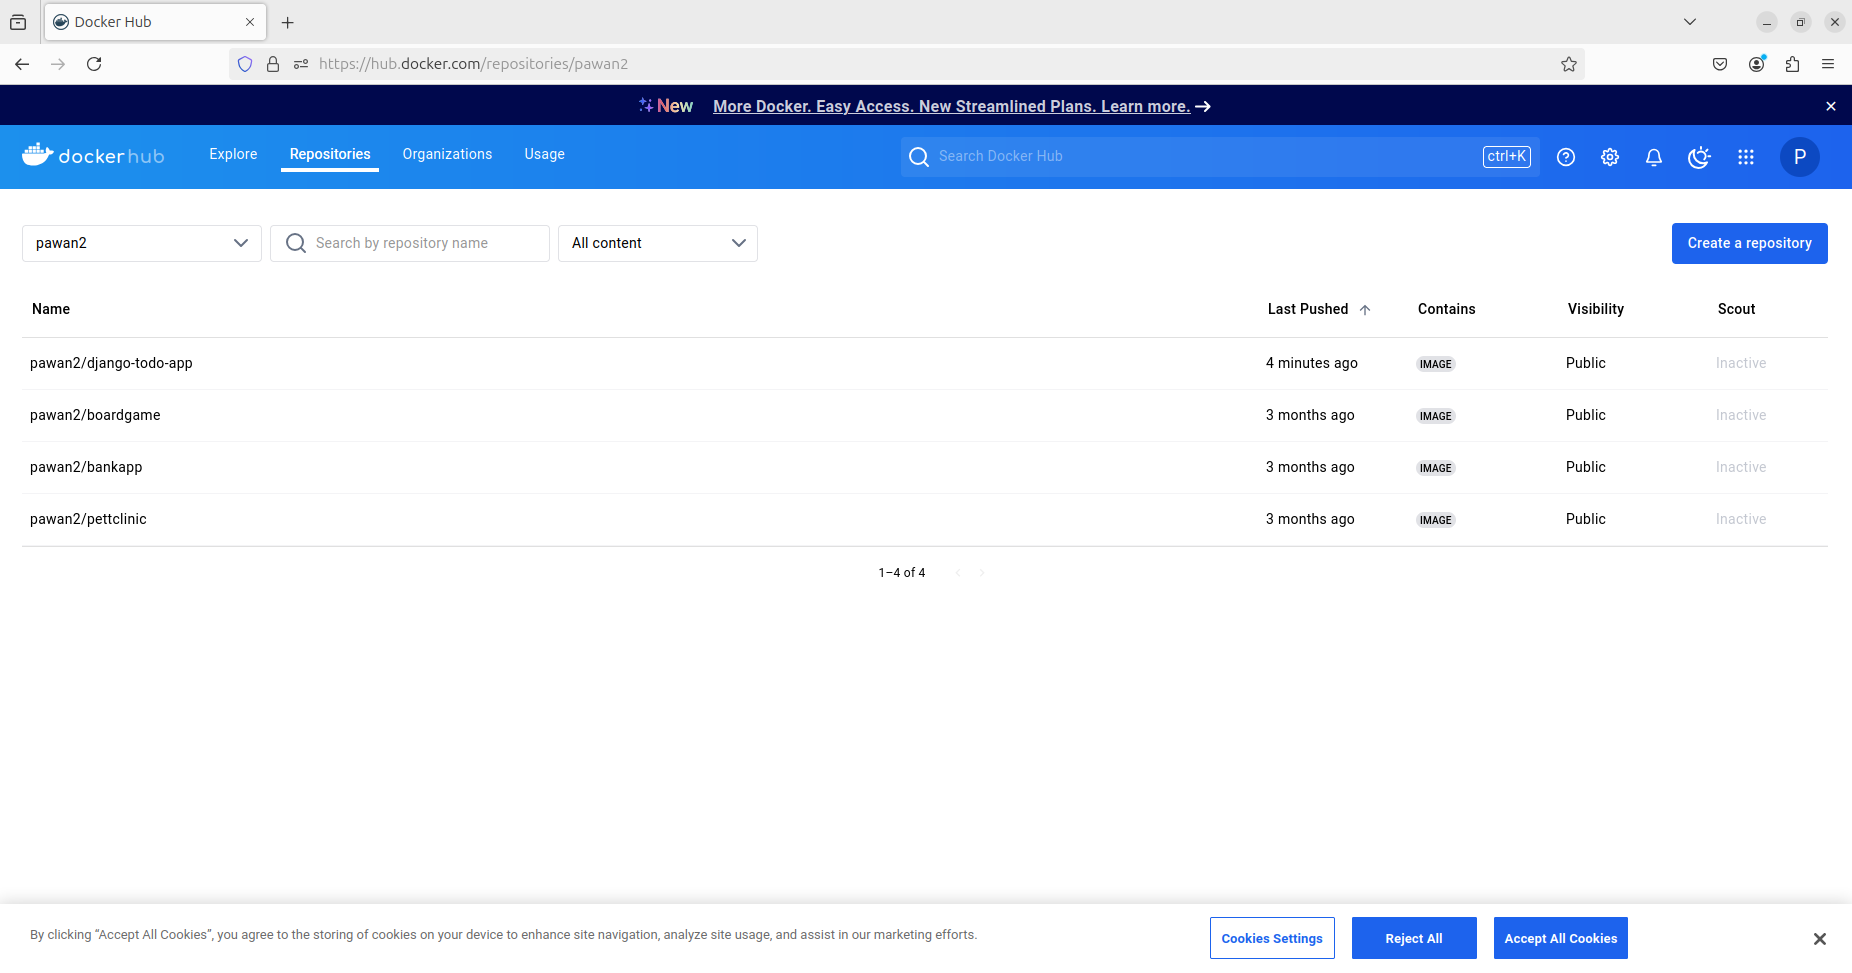 Docker Hub
https://hub.docker.com/repositories/pawan2
New More Docker. Easy Access. New Streamlined Plans. Learn more.
docker hub Explore Repositories Organizations Usage Search Docker Hub ctrl+K P
pawan2 Search by repository name All content Create a repository
Name Last Pushed Contains Visibility Scout
pawan2/django-todo-app 4 minutes ago IMAGE Public Inactive
pawan2/boardgame 3 months ago IMAGE Public Inactive
pawan2/bankapp 3 months ago IMAGE Public Inactive
pawan2/pettclinic 3 months ago IMAGE Public Inactive
1–4 of 4
By clicking “Accept All Cookies”, you agree to the storing of cookies on your device to enhance site navigation, analyze site usage, and assist in our marketing efforts. Cookies Settings Reject All Accept All Cookies